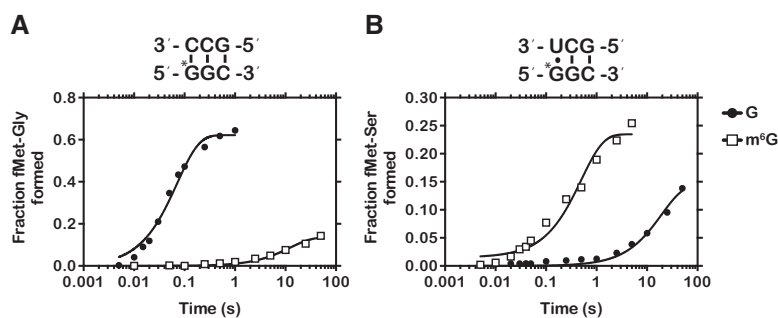 A
3´- CCG -5´
5´- *GGC -3´
Fraction fMet-Gly
formed
0.8
0.6
0.4
0.2
0.0
0.001 0.01 0.1 1 10 100
Time (s)
B
3´- UCG -5´
5´- *GGC -3´
Fraction fMet-Ser
formed
0.30
0.25
0.20
0.15
0.10
0.05
0.00
0.001 0.01 0.1 1 10 100
Time (s)
G
m⁶G